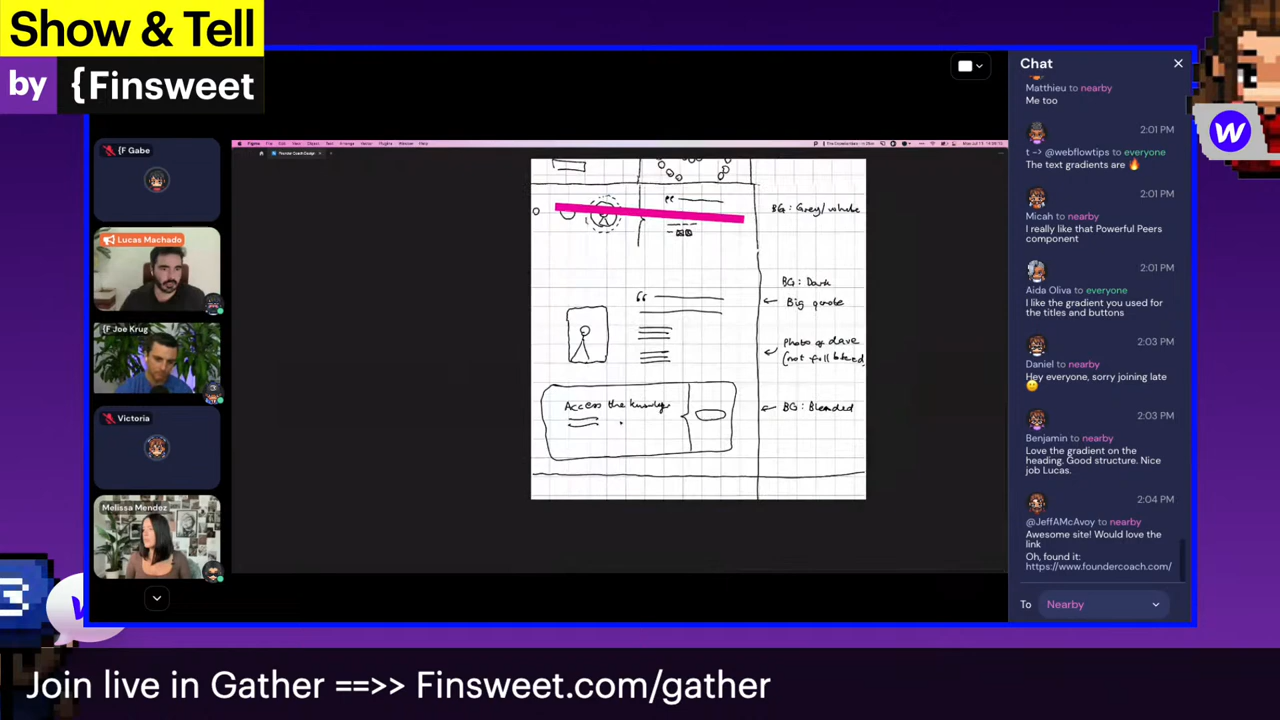 Show & Tell
by {Finsweet
{F Gabe
Lucas Machado
{F Joe Krug
Victoria
Melissa Mendez
BG: Grey/white
BG: Dark
Big quote
Photo of dave
(not full bleed
Access the knowledge
BG: Blended
Chat
Matthieu to nearby
Me too
2:01 PM
t -> @webflowtips to everyone
The text gradients are 🔥
2:01 PM
Micah to nearby
I really like that Powerful Peers
component
2:01 PM
Aida Oliva to everyone
I like the gradient you used for
the titles and buttons
2:03 PM
Daniel to nearby
Hey everyone, sorry joining late
2:03 PM
Benjamin to nearby
Love the gradient on the
heading. Good structure. Nice
job Lucas.
2:04 PM
@JeffAMcAvoy to nearby
Awesome site! Would love the
link
Oh, found it:
https://www.foundercoach.com/
To Nearby
Join live in Gather ==>> Finsweet.com/gather